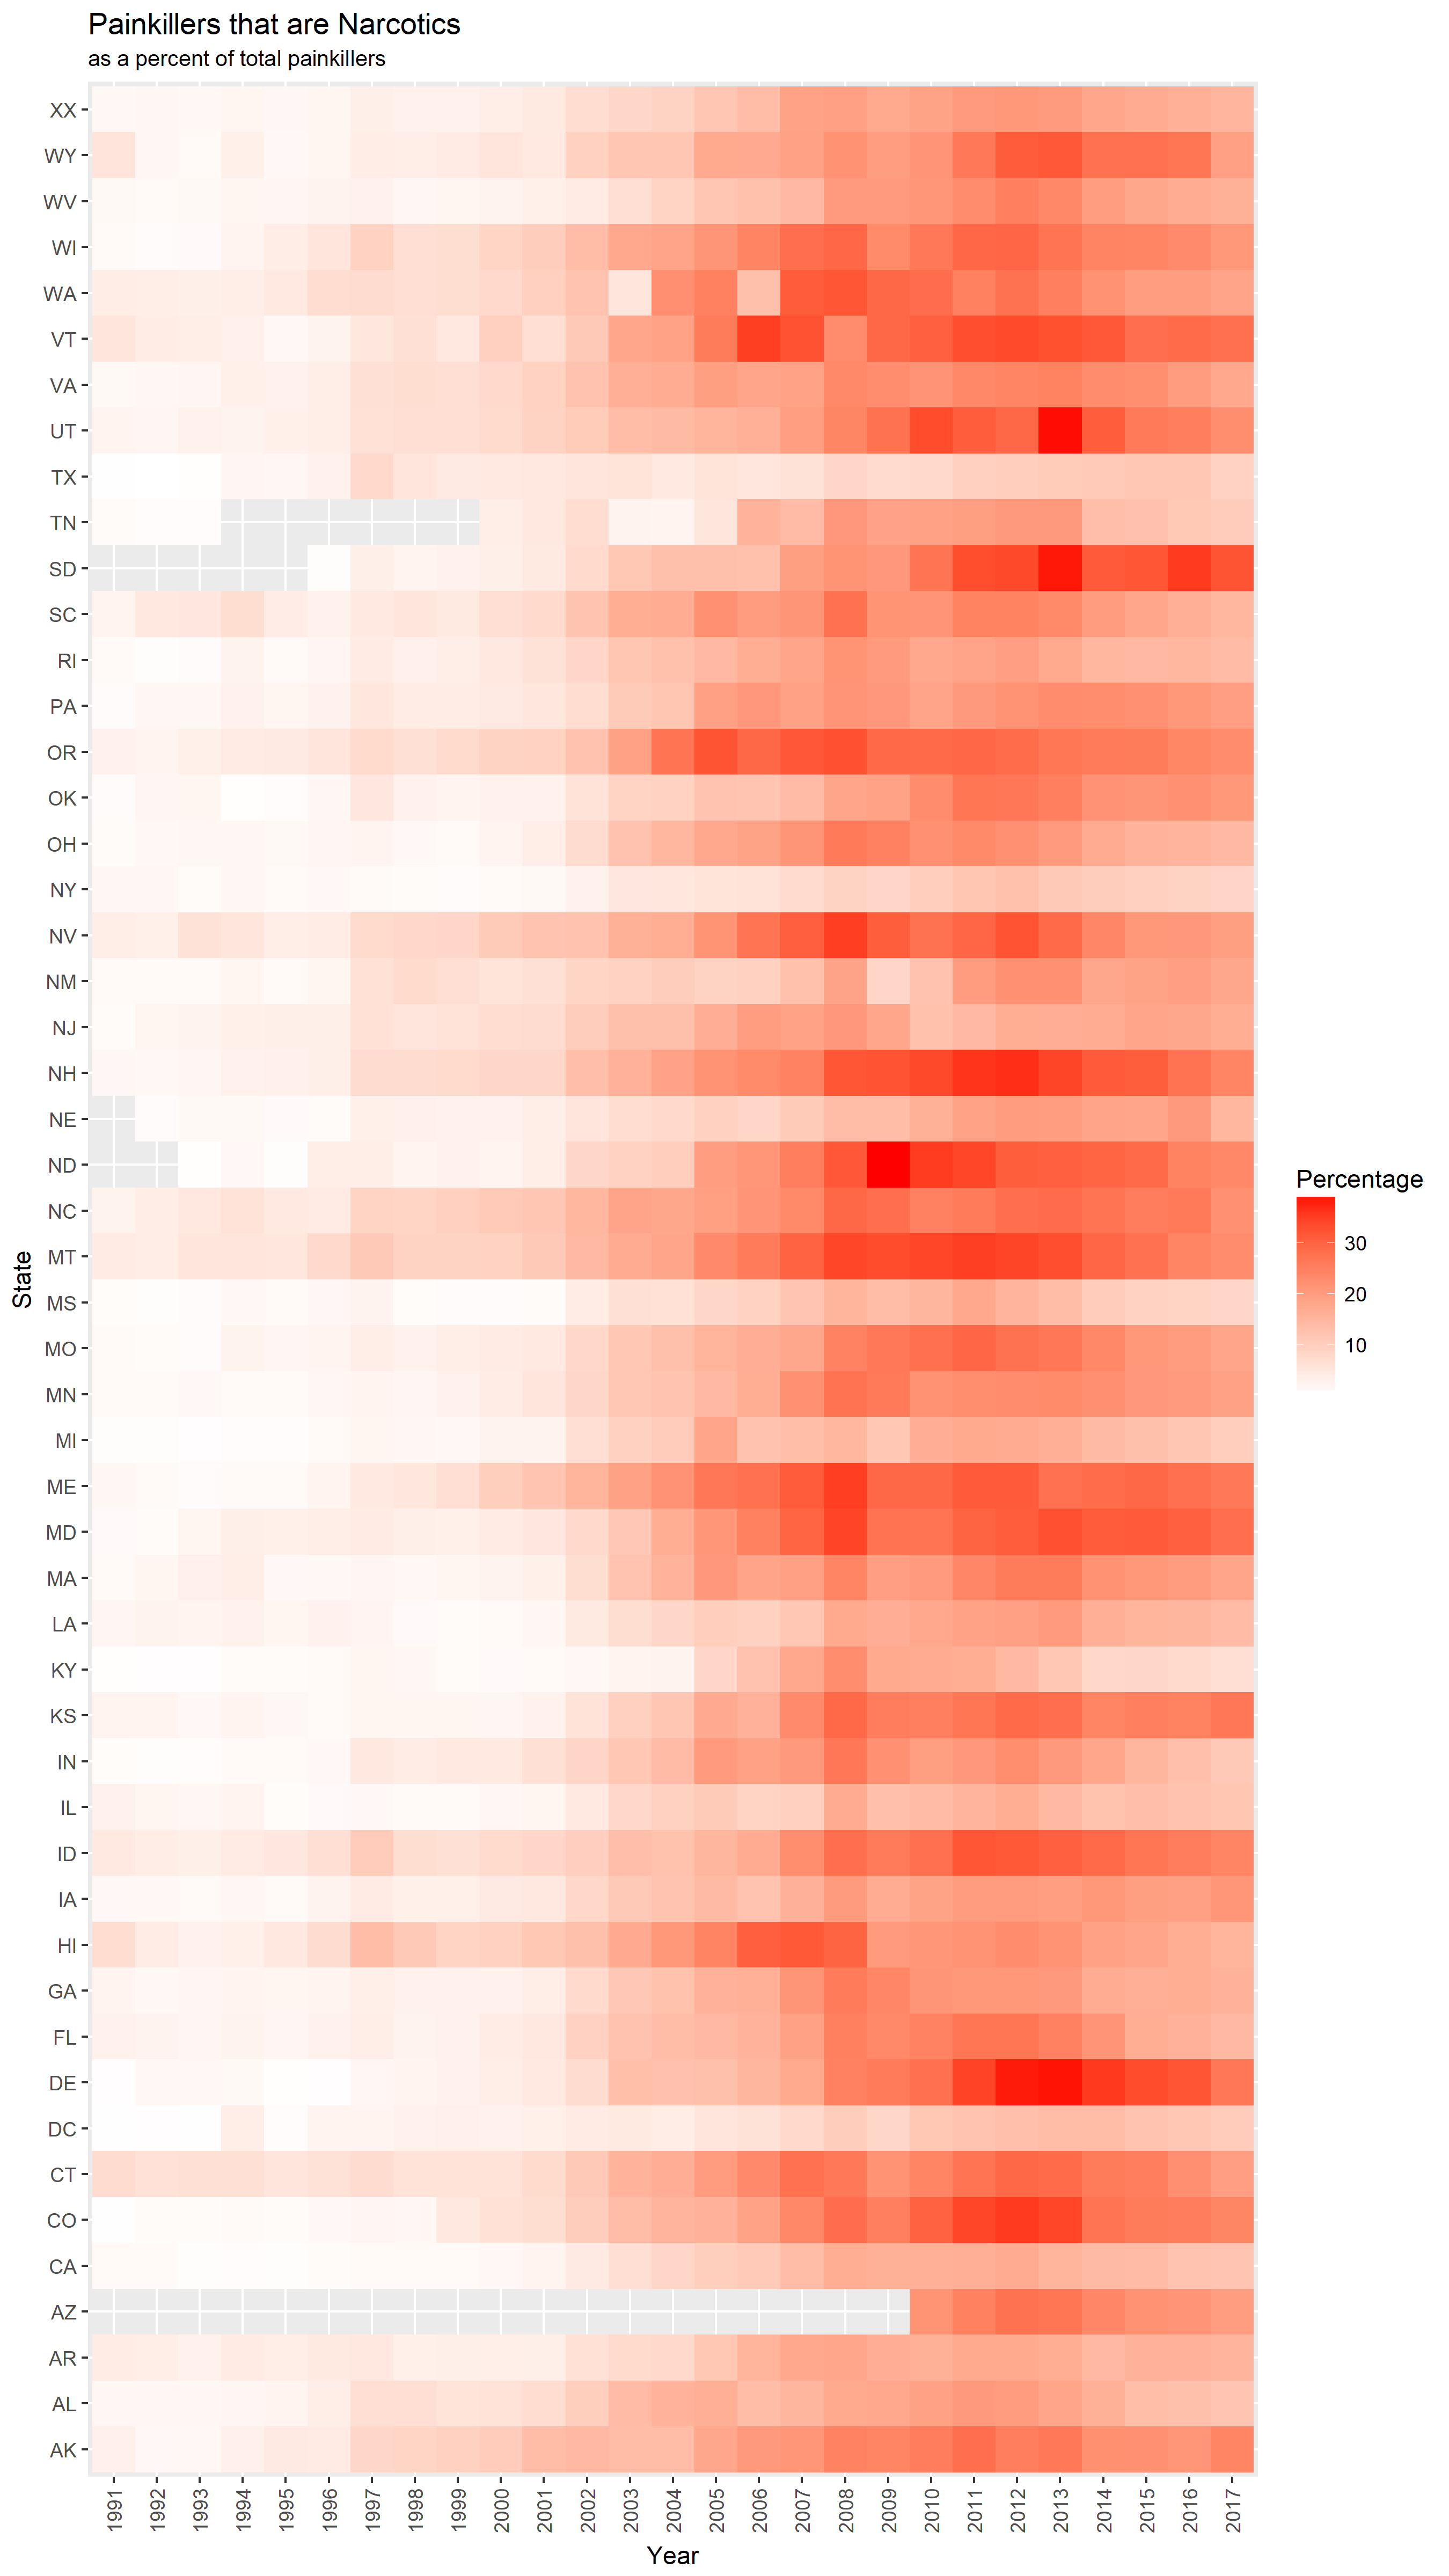 Painkillers that are Narcotics
as a percent of total painkillers
XX
WY
WV
WI
WA
VT
VA
UT
TX
TN
SD
SC
RI
PA
OR
OK
OH
NY
NV
NM
NJ
NH
NE
ND
NC
MT
MS
MO
MN
MI
ME
MD
MA
LA
KY
KS
IN
IL
ID
IA
HI
GA
FL
DE
DC
CT
CO
CA
AZ
AR
AL
AK
State
1991 1992 1993 1994 1995 1996 1997 1998 1999 2000 2001 2002 2003 2004 2005 2006 2007 2008 2009 2010 2011 2012 2013 2014 2015 2016 2017
Year
Percentage
30
20
10